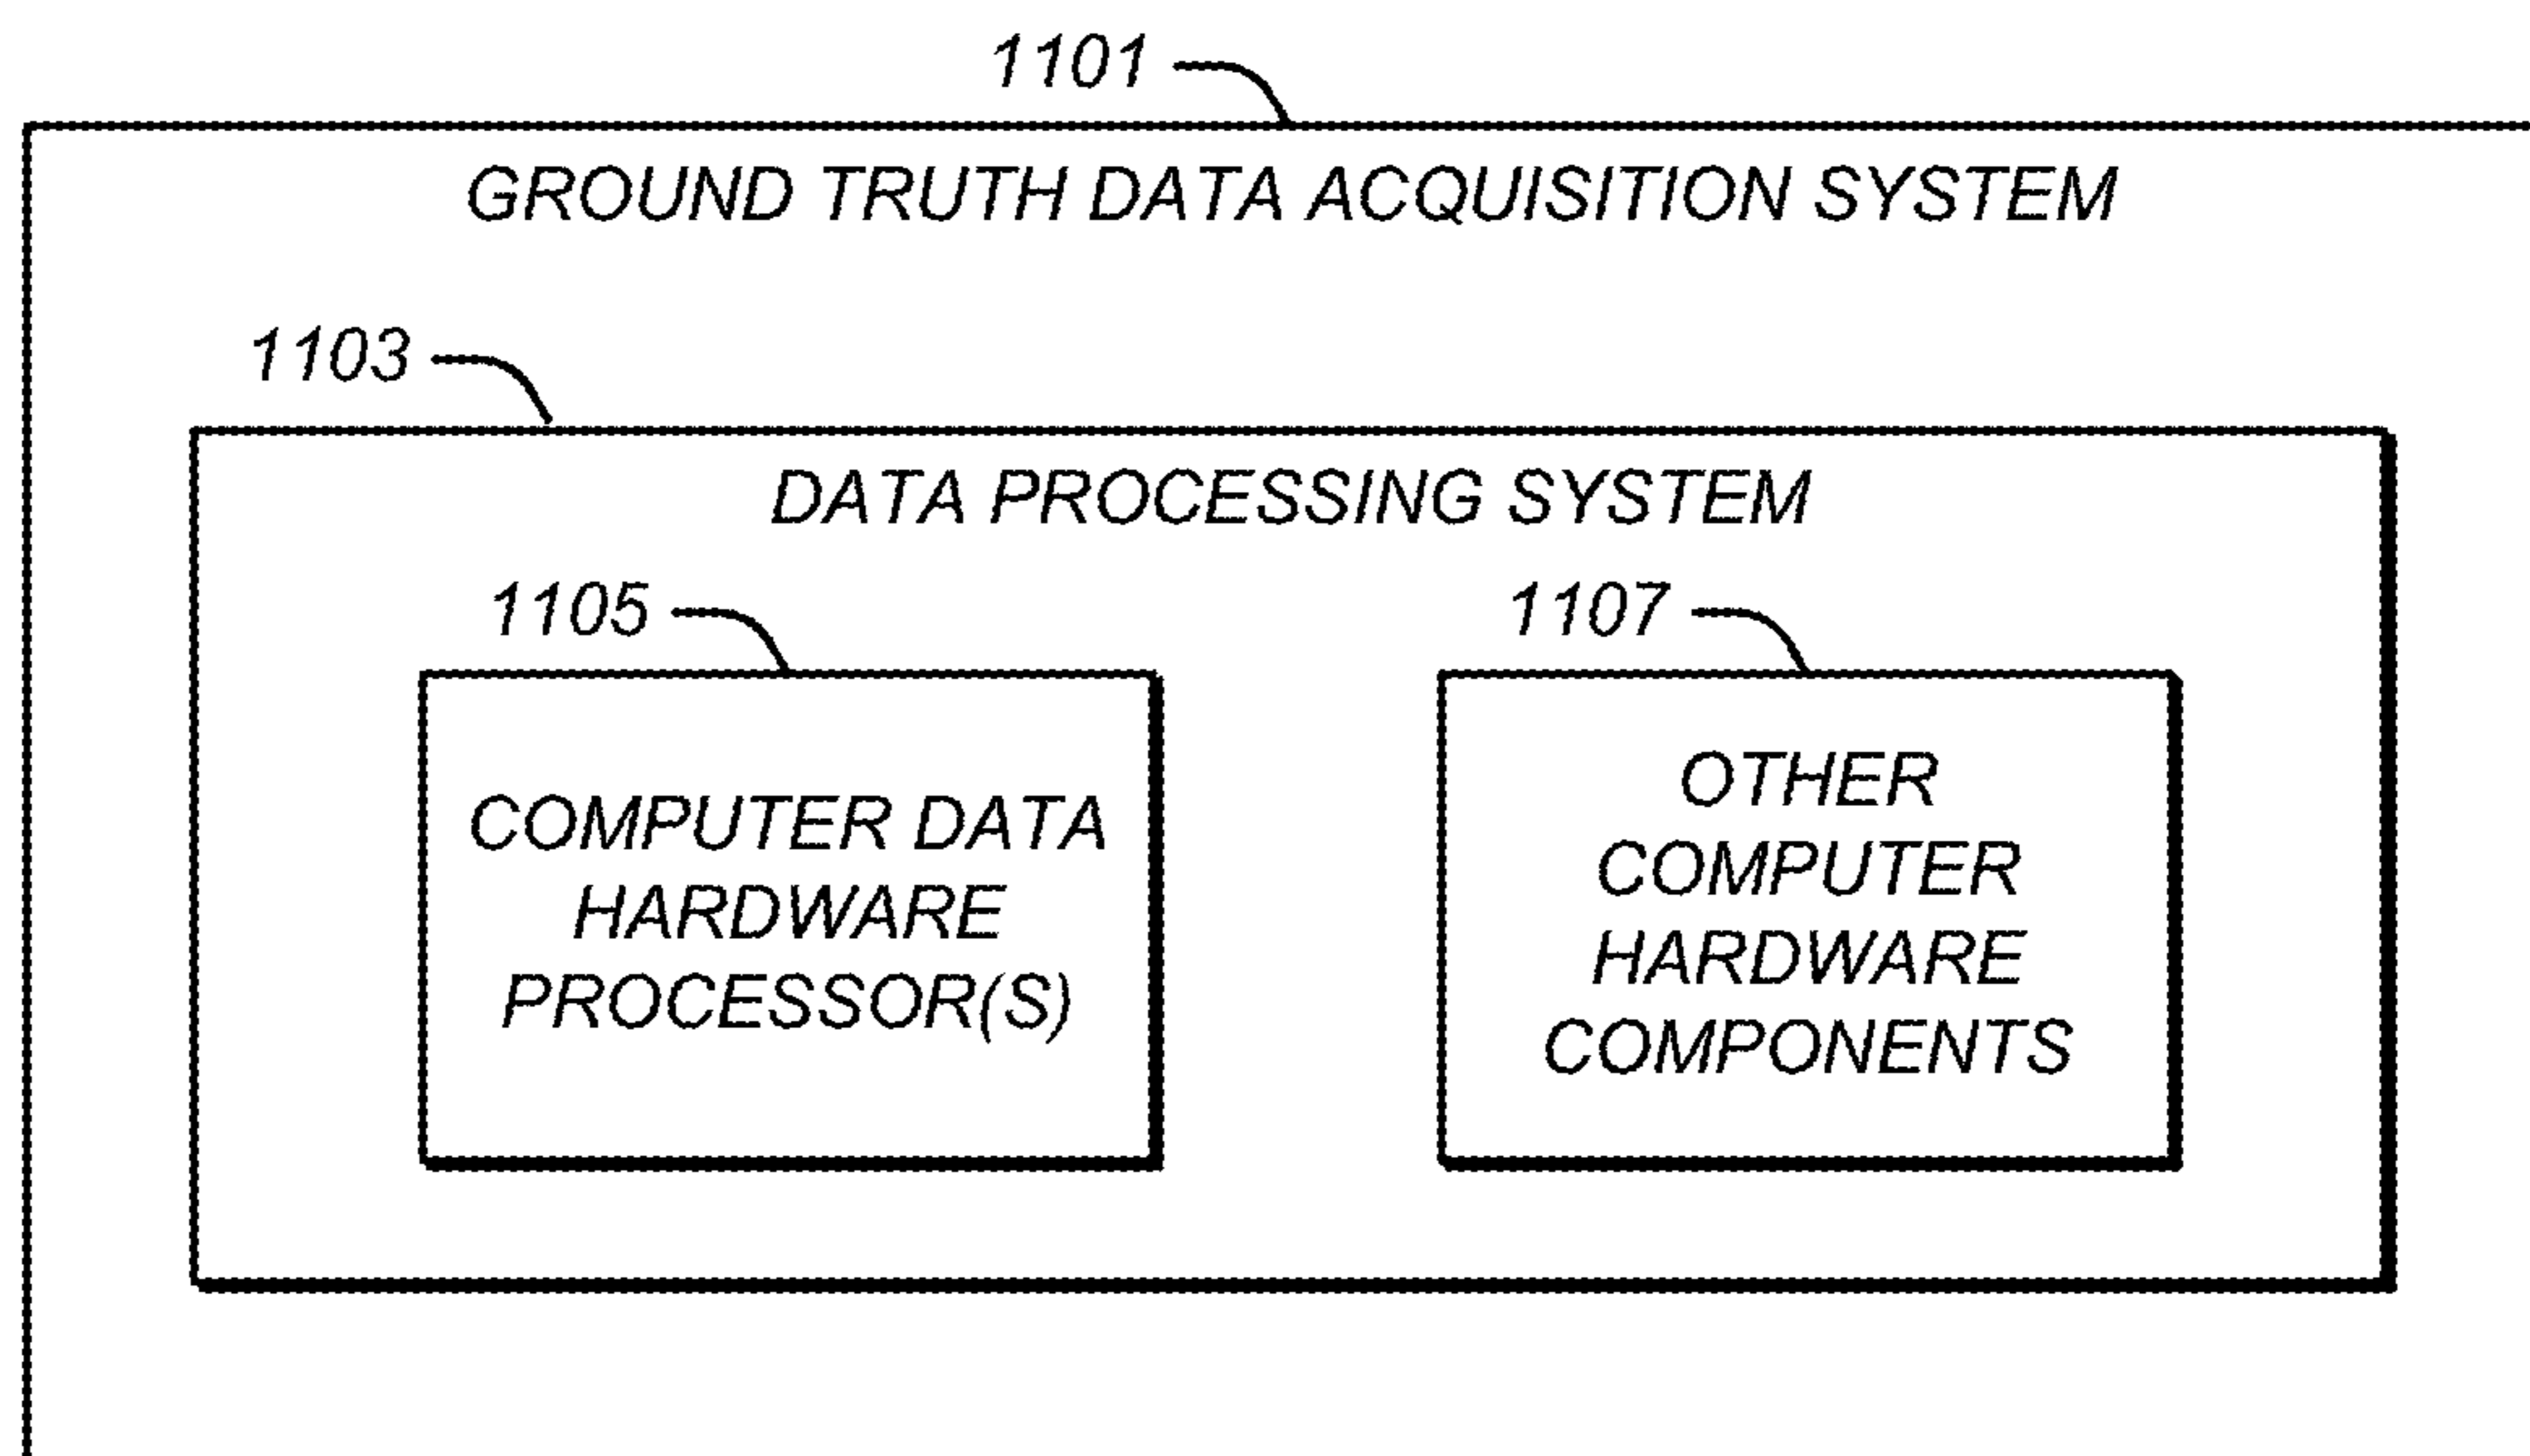 1101
GROUND TRUTH DATA ACQUISITION SYSTEM
1103
DATA PROCESSING SYSTEM
1105
COMPUTER DATA
HARDWARE
PROCESSOR(S)
1107
OTHER
COMPUTER
HARDWARE
COMPONENTS